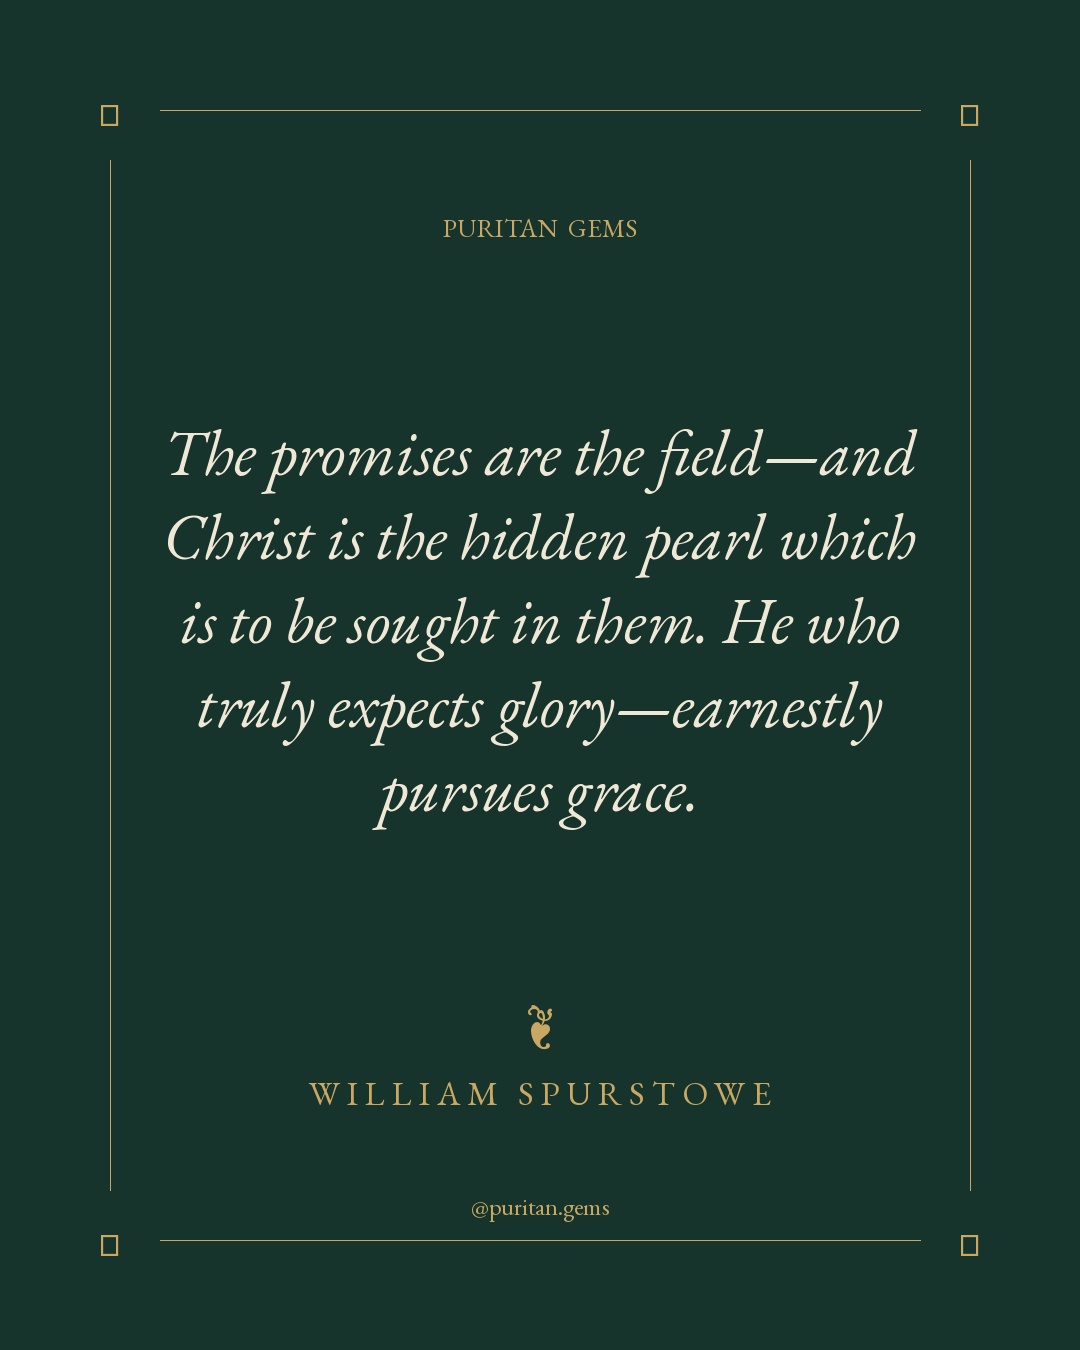 PURITAN GEMS
The promises are the field—and
Christ is the hidden pearl which
is to be sought in them. He who
truly expects glory—earnestly
pursues grace.
WILLIAM SPURSTOWE
@puritan.gems